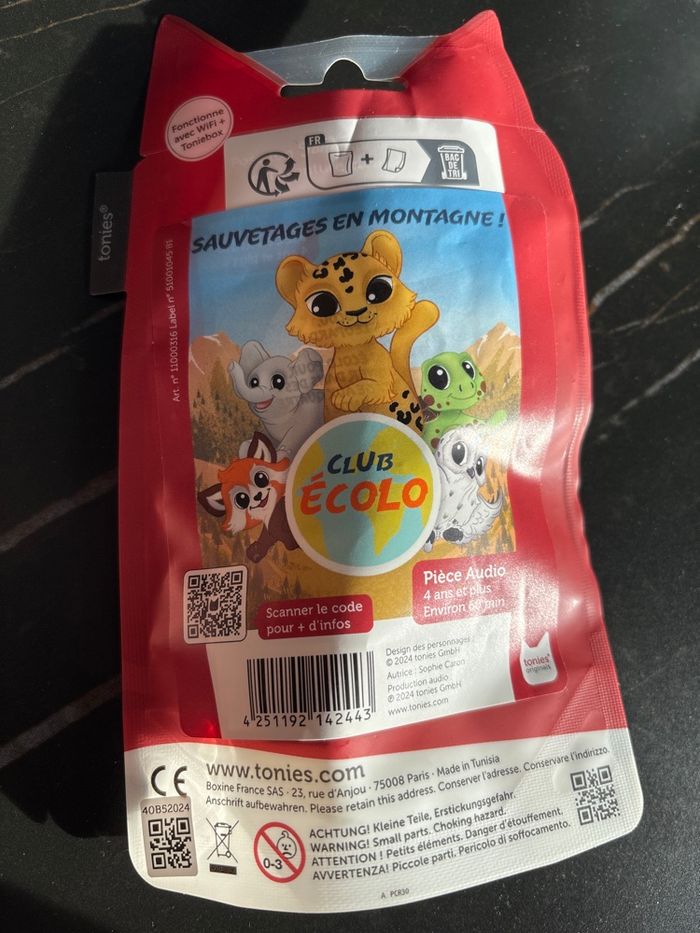 Fonctionne
avec WiFi +
Toniebox
FR
+
BAC
DE
TRI
tonies®
SAUVETAGES EN MONTAGNE !
Art. n° 11000316 Label n° 51001045 B1
CLUB
ÉCOLO
Scanner le code
pour + d'infos
Pièce Audio
4 ans et plus
Environ 60 min
Design des personnages :
© 2024 tonies GmbH
Autrice : Sophie Caron
Production audio :
℗ 2024 tonies GmbH
www.tonies.com
tonies®
originals
4 251192 142443
CE
40B52024
www.tonies.com
Boxine France SAS · 23, rue d'Anjou · 75008 Paris · Made in Tunisia
Anschrift aufbewahren. Please retain this address. Conserver l'adresse. Conservare l'indirizzo.
0-3
ACHTUNG! Kleine Teile, Erstickungsgefahr.
WARNING! Small parts. Choking hazard.
ATTENTION ! Petits éléments. Danger d'étouffement.
AVVERTENZA! Piccole parti. Pericolo di soffocamento.
A PCR30